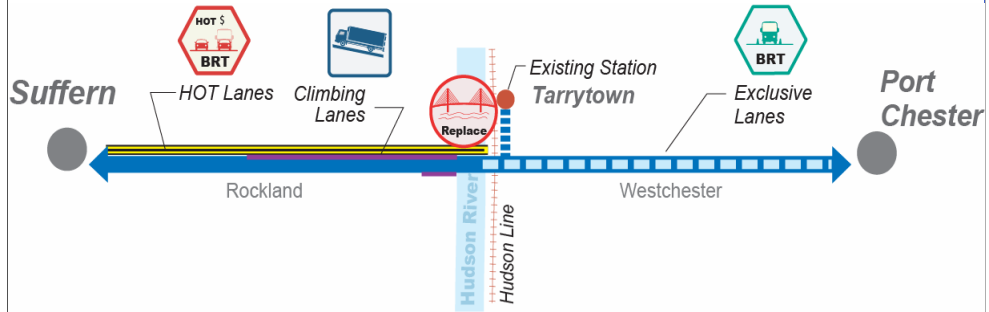 HOT $
BRT
BRT
Suffern
HOT Lanes
Climbing
Lanes
Existing Station
Tarrytown
Exclusive
Lanes
Port
Chester
Replace
Rockland
Westchester
Hudson River
Hudson Line